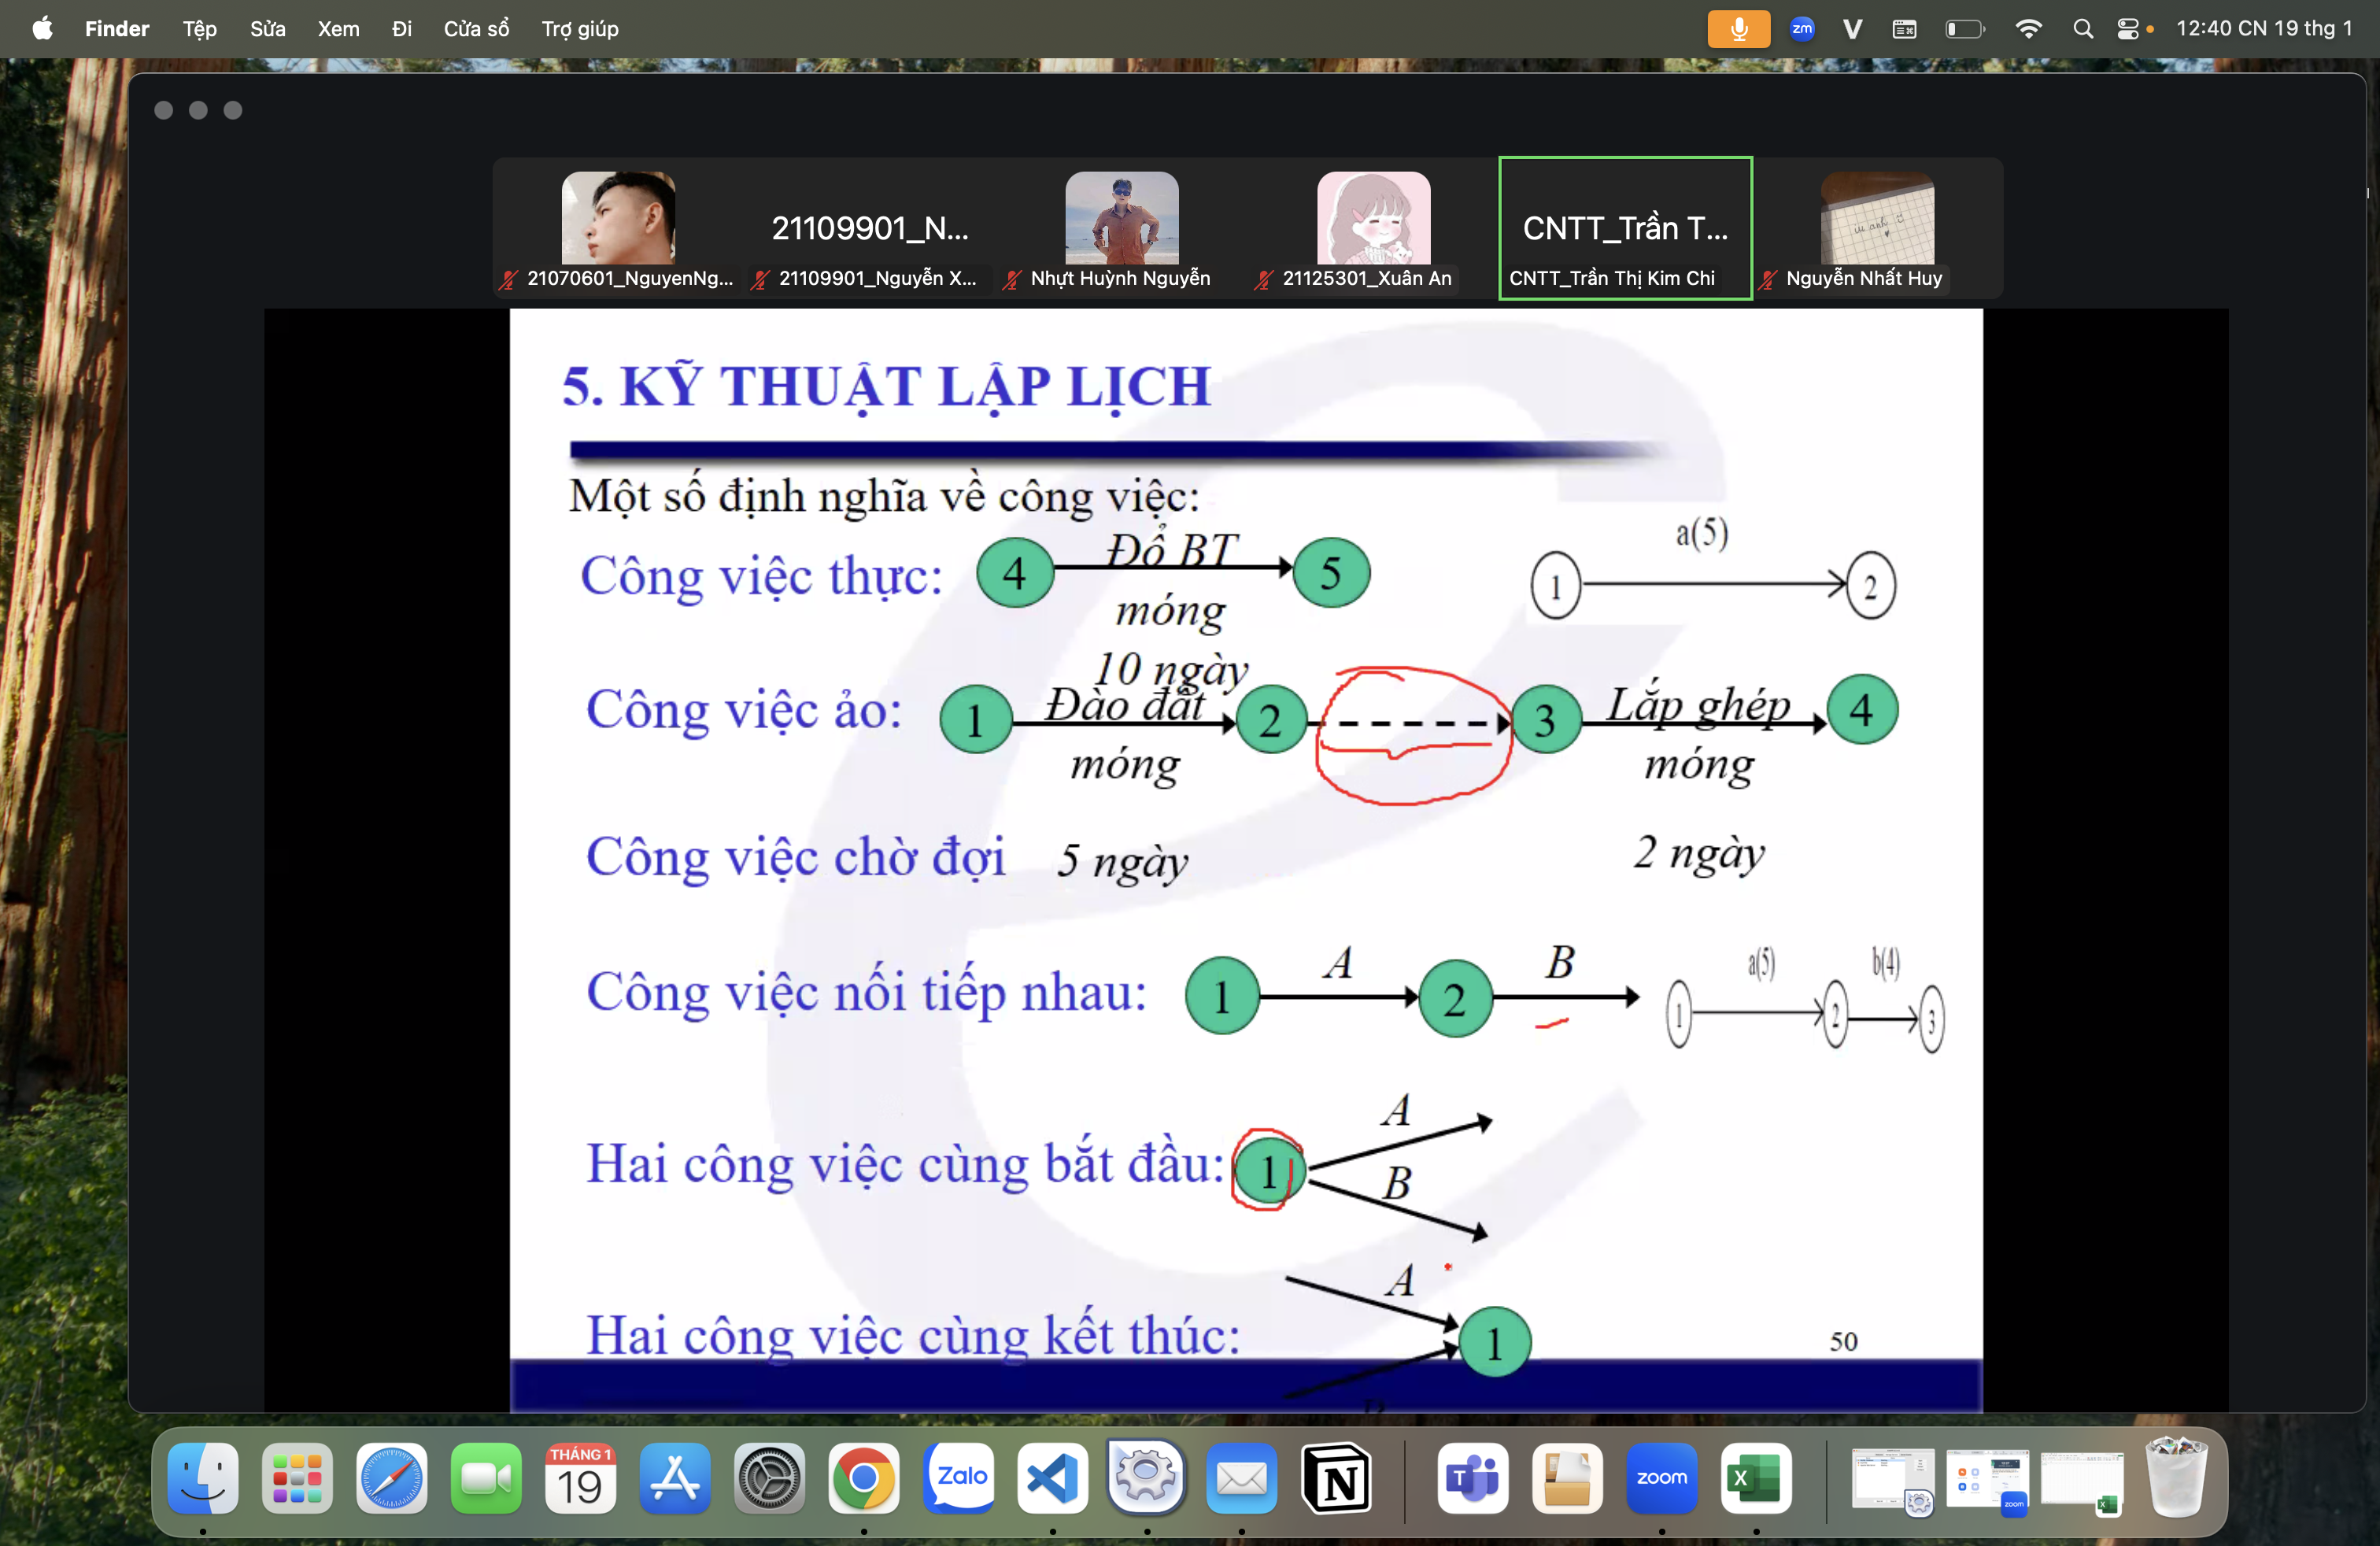 Finder Tệp Sửa Xem Đi Cửa sổ Trợ giúp
zm V 12:40 CN 19 thg 1
21109901_N...
CNTT_Trần T...
21070601_NguyenNg... 21109901_Nguyễn X... Nhựt Huỳnh Nguyễn 21125301_Xuân An CNTT_Trần Thị Kim Chi Nguyễn Nhất Huy
5. KỸ THUẬT LẬP LỊCH
Một số định nghĩa về công việc:
Công việc thực: 4 Đổ BT 5
móng
10 ngày
a(5)
1 2
Công việc ảo: 1 Đào đất 2 3 Lắp ghép 4
móng móng
Công việc chờ đợi 5 ngày 2 ngày
Công việc nối tiếp nhau: 1 A 2 B
a(5) b(4)
1 2 3
Hai công việc cùng bắt đầu: 1 A
B
Hai công việc cùng kết thúc: A
1
50
THÁNG 1
19
Zalo
N
T
zoom
X
zoom
X